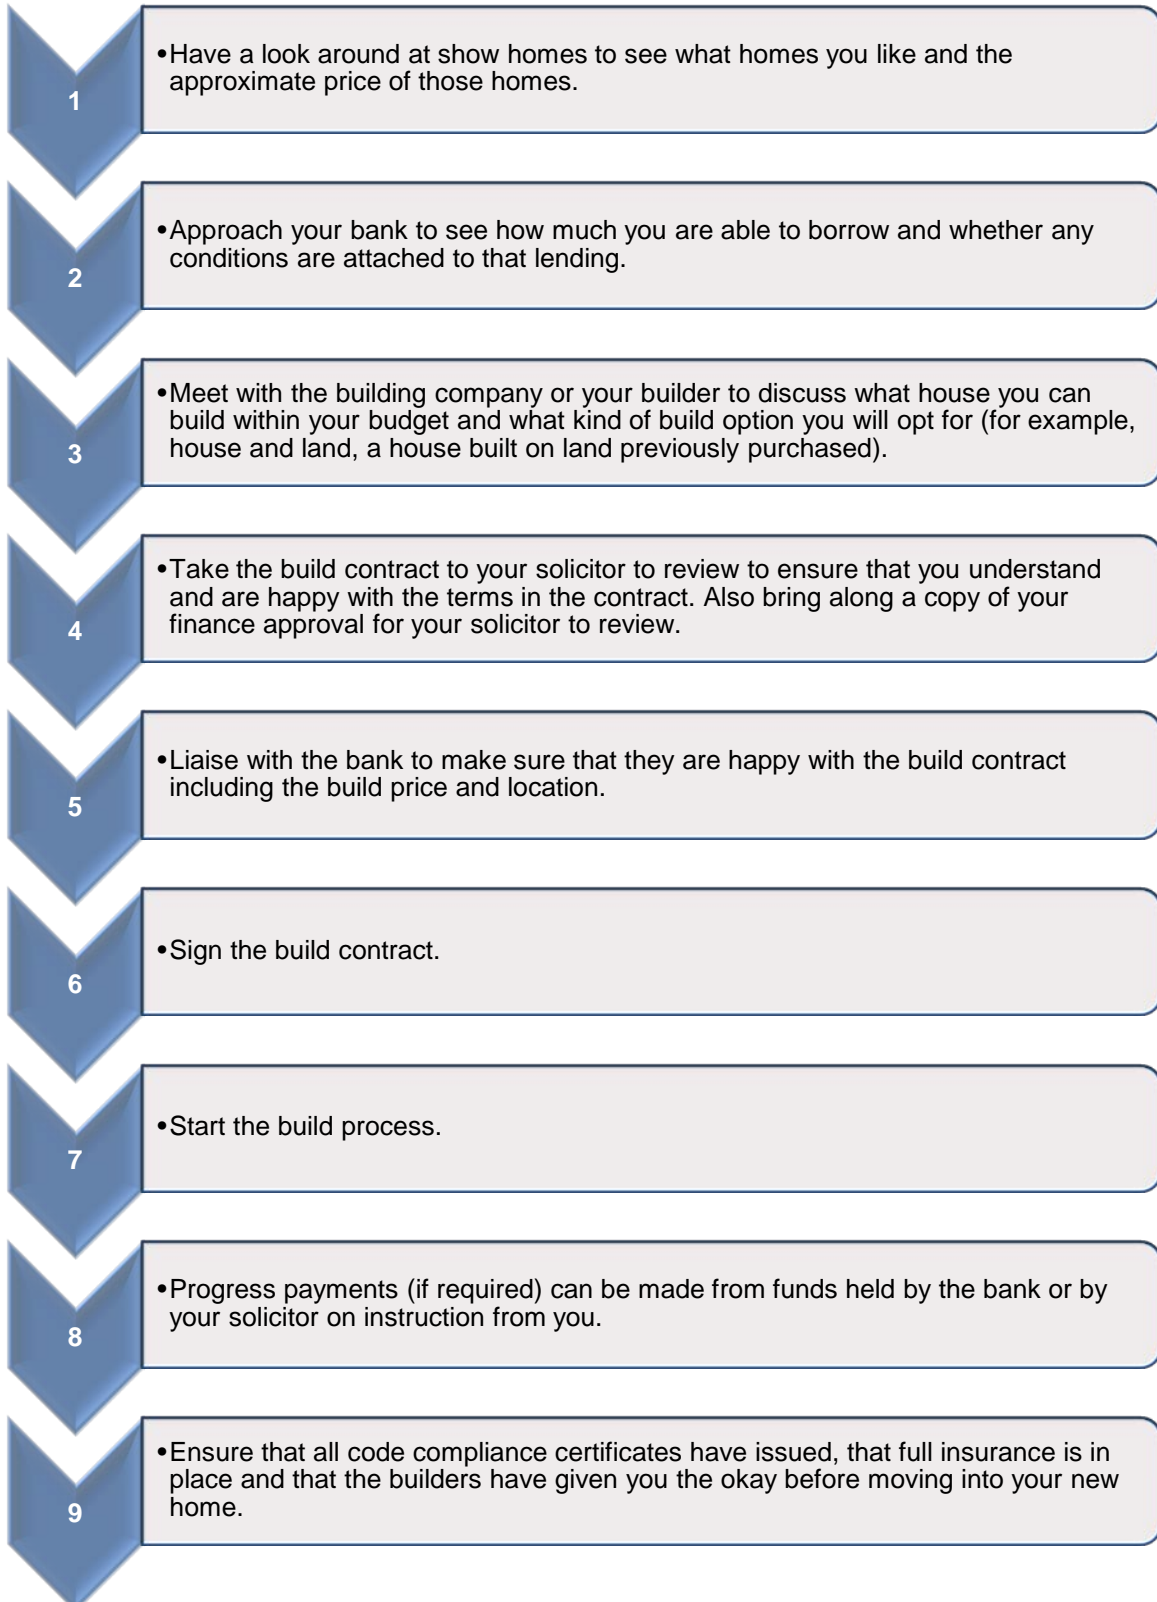 •Have a look around at show homes to see what homes you like and the
approximate price of those homes.
1
•Approach your bank to see how much you are able to borrow and whether any
conditions are attached to that lending.
2
•Meet with the building company or your builder to discuss what house you can
build within your budget and what kind of build option you will opt for (for example,
house and land, a house built on land previously purchased).
3
•Take the build contract to your solicitor to review to ensure that you understand
and are happy with the terms in the contract. Also bring along a copy of your
finance approval for your solicitor to review.
4
•Liaise with the bank to make sure that they are happy with the build contract
including the build price and location.
5
•Sign the build contract.
6
•Start the build process.
7
•Progress payments (if required) can be made from funds held by the bank or by
your solicitor on instruction from you.
8
•Ensure that all code compliance certificates have issued, that full insurance is in
place and that the builders have given you the okay before moving into your new
home.
9